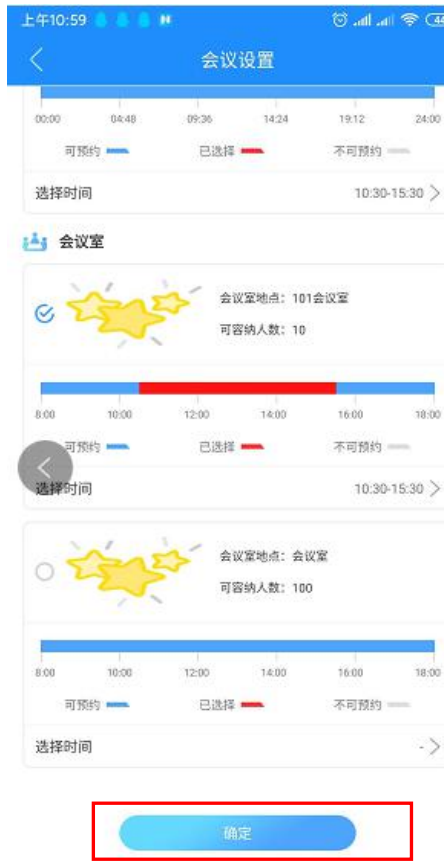 上午10:59
会议设置
00:00 04:48 09:36 14:24 19:12 24:00
可预约 已选择 不可预约
选择时间 10:30-15:30
会议室
会议室地点：101会议室
可容纳人数：10
8:00 10:00 12:00 14:00 16:00 18:00
可预约 已选择 不可预约
选择时间 10:30-15:30
会议室地点：会议室
可容纳人数：100
8:00 10:00 12:00 14:00 16:00 18:00
可预约 已选择 不可预约
选择时间 -
确定